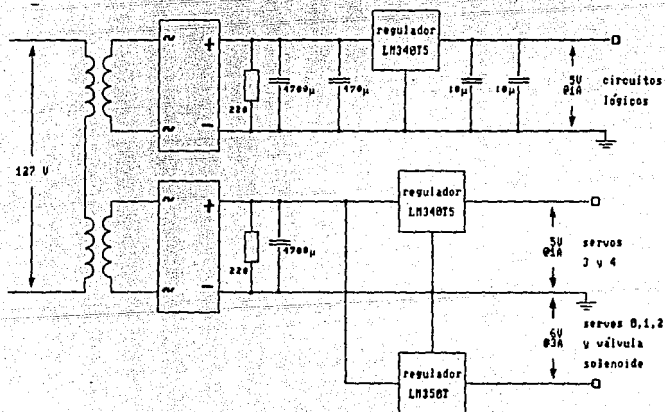 127 V
~
~
+
-
220
4700µ
470µ
regulador
LM340T5
10µ
10µ
5V
@1A
circuitos
lógicos
~
~
+
-
220
4700µ
regulador
LM340T5
5V
@1A
servos
3 y 4
regulador
LM350T
6V
@3A
servos 0,1,2
y válvula
solenoide